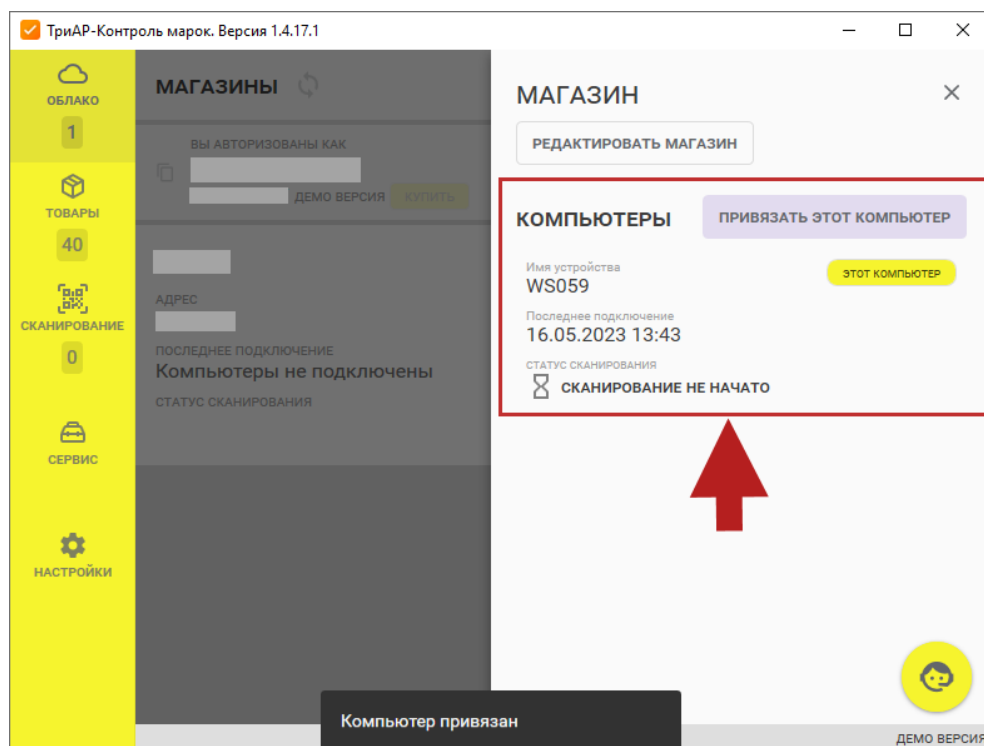 ТриАР-Контроль марок. Версия 1.4.17.1
ОБЛАКО
1
ТОВАРЫ
40
СКАНИРОВАНИЕ
0
СЕРВИС
НАСТРОЙКИ
МАГАЗИНЫ
ВЫ АВТОРИЗОВАНЫ КАК
ДЕМО ВЕРСИЯ КУПИТЬ
АДРЕС
ПОСЛЕДНЕЕ ПОДКЛЮЧЕНИЕ
Компьютеры не подключены
СТАТУС СКАНИРОВАНИЯ
МАГАЗИН
РЕДАКТИРОВАТЬ МАГАЗИН
КОМПЬЮТЕРЫ ПРИВЯЗАТЬ ЭТОТ КОМПЬЮТЕР
Имя устройства
WS059 ЭТОТ КОМПЬЮТЕР
Последнее подключение
16.05.2023 13:43
СТАТУС СКАНИРОВАНИЯ
СКАНИРОВАНИЕ НЕ НАЧАТО
Компьютер привязан
ДЕМО ВЕРСИЯ